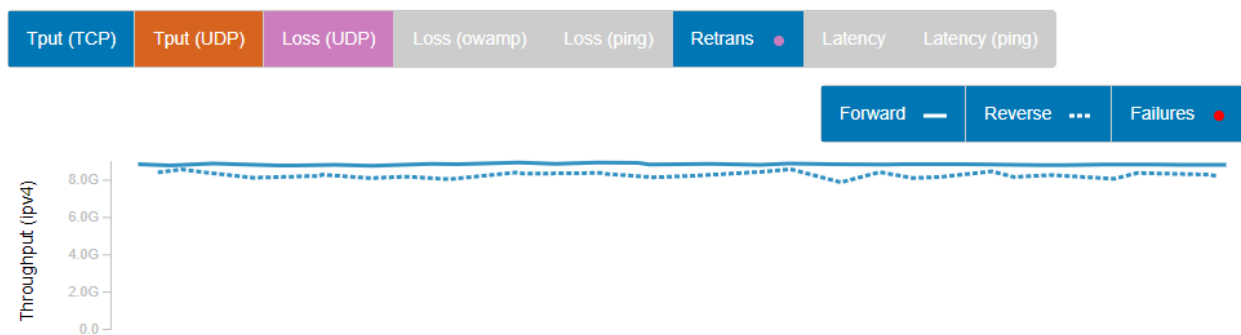 Tput (TCP) Tput (UDP) Loss (UDP) Loss (owamp) Loss (ping) Retrans Latency Latency (ping)
Forward Reverse Failures
Throughput (ipv4)
8.0G
6.0G
4.0G
2.0G
0.0